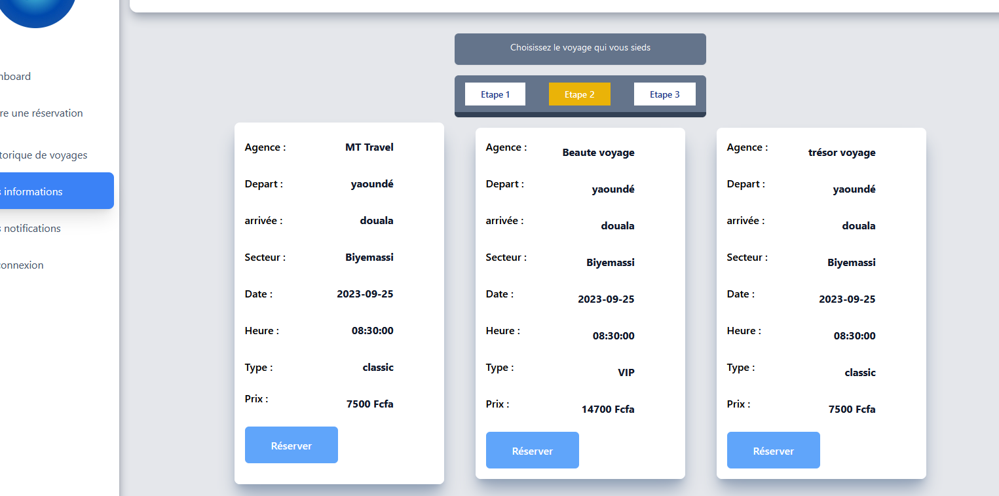 nboard
re une réservation
torique de voyages
s informations
s notifications
connexion
Choisissez le voyage qui vous sieds
Etape 1 Etape 2 Etape 3
Agence : MT Travel
Depart : yaoundé
arrivée : douala
Secteur : Biyemassi
Date : 2023-09-25
Heure : 08:30:00
Type : classic
Prix : 7500 Fcfa
Réserver
Agence : Beaute voyage
Depart : yaoundé
arrivée : douala
Secteur : Biyemassi
Date : 2023-09-25
Heure : 08:30:00
Type : VIP
Prix : 14700 Fcfa
Réserver
Agence : trésor voyage
Depart : yaoundé
arrivée : douala
Secteur : Biyemassi
Date : 2023-09-25
Heure : 08:30:00
Type : classic
Prix : 7500 Fcfa
Réserver